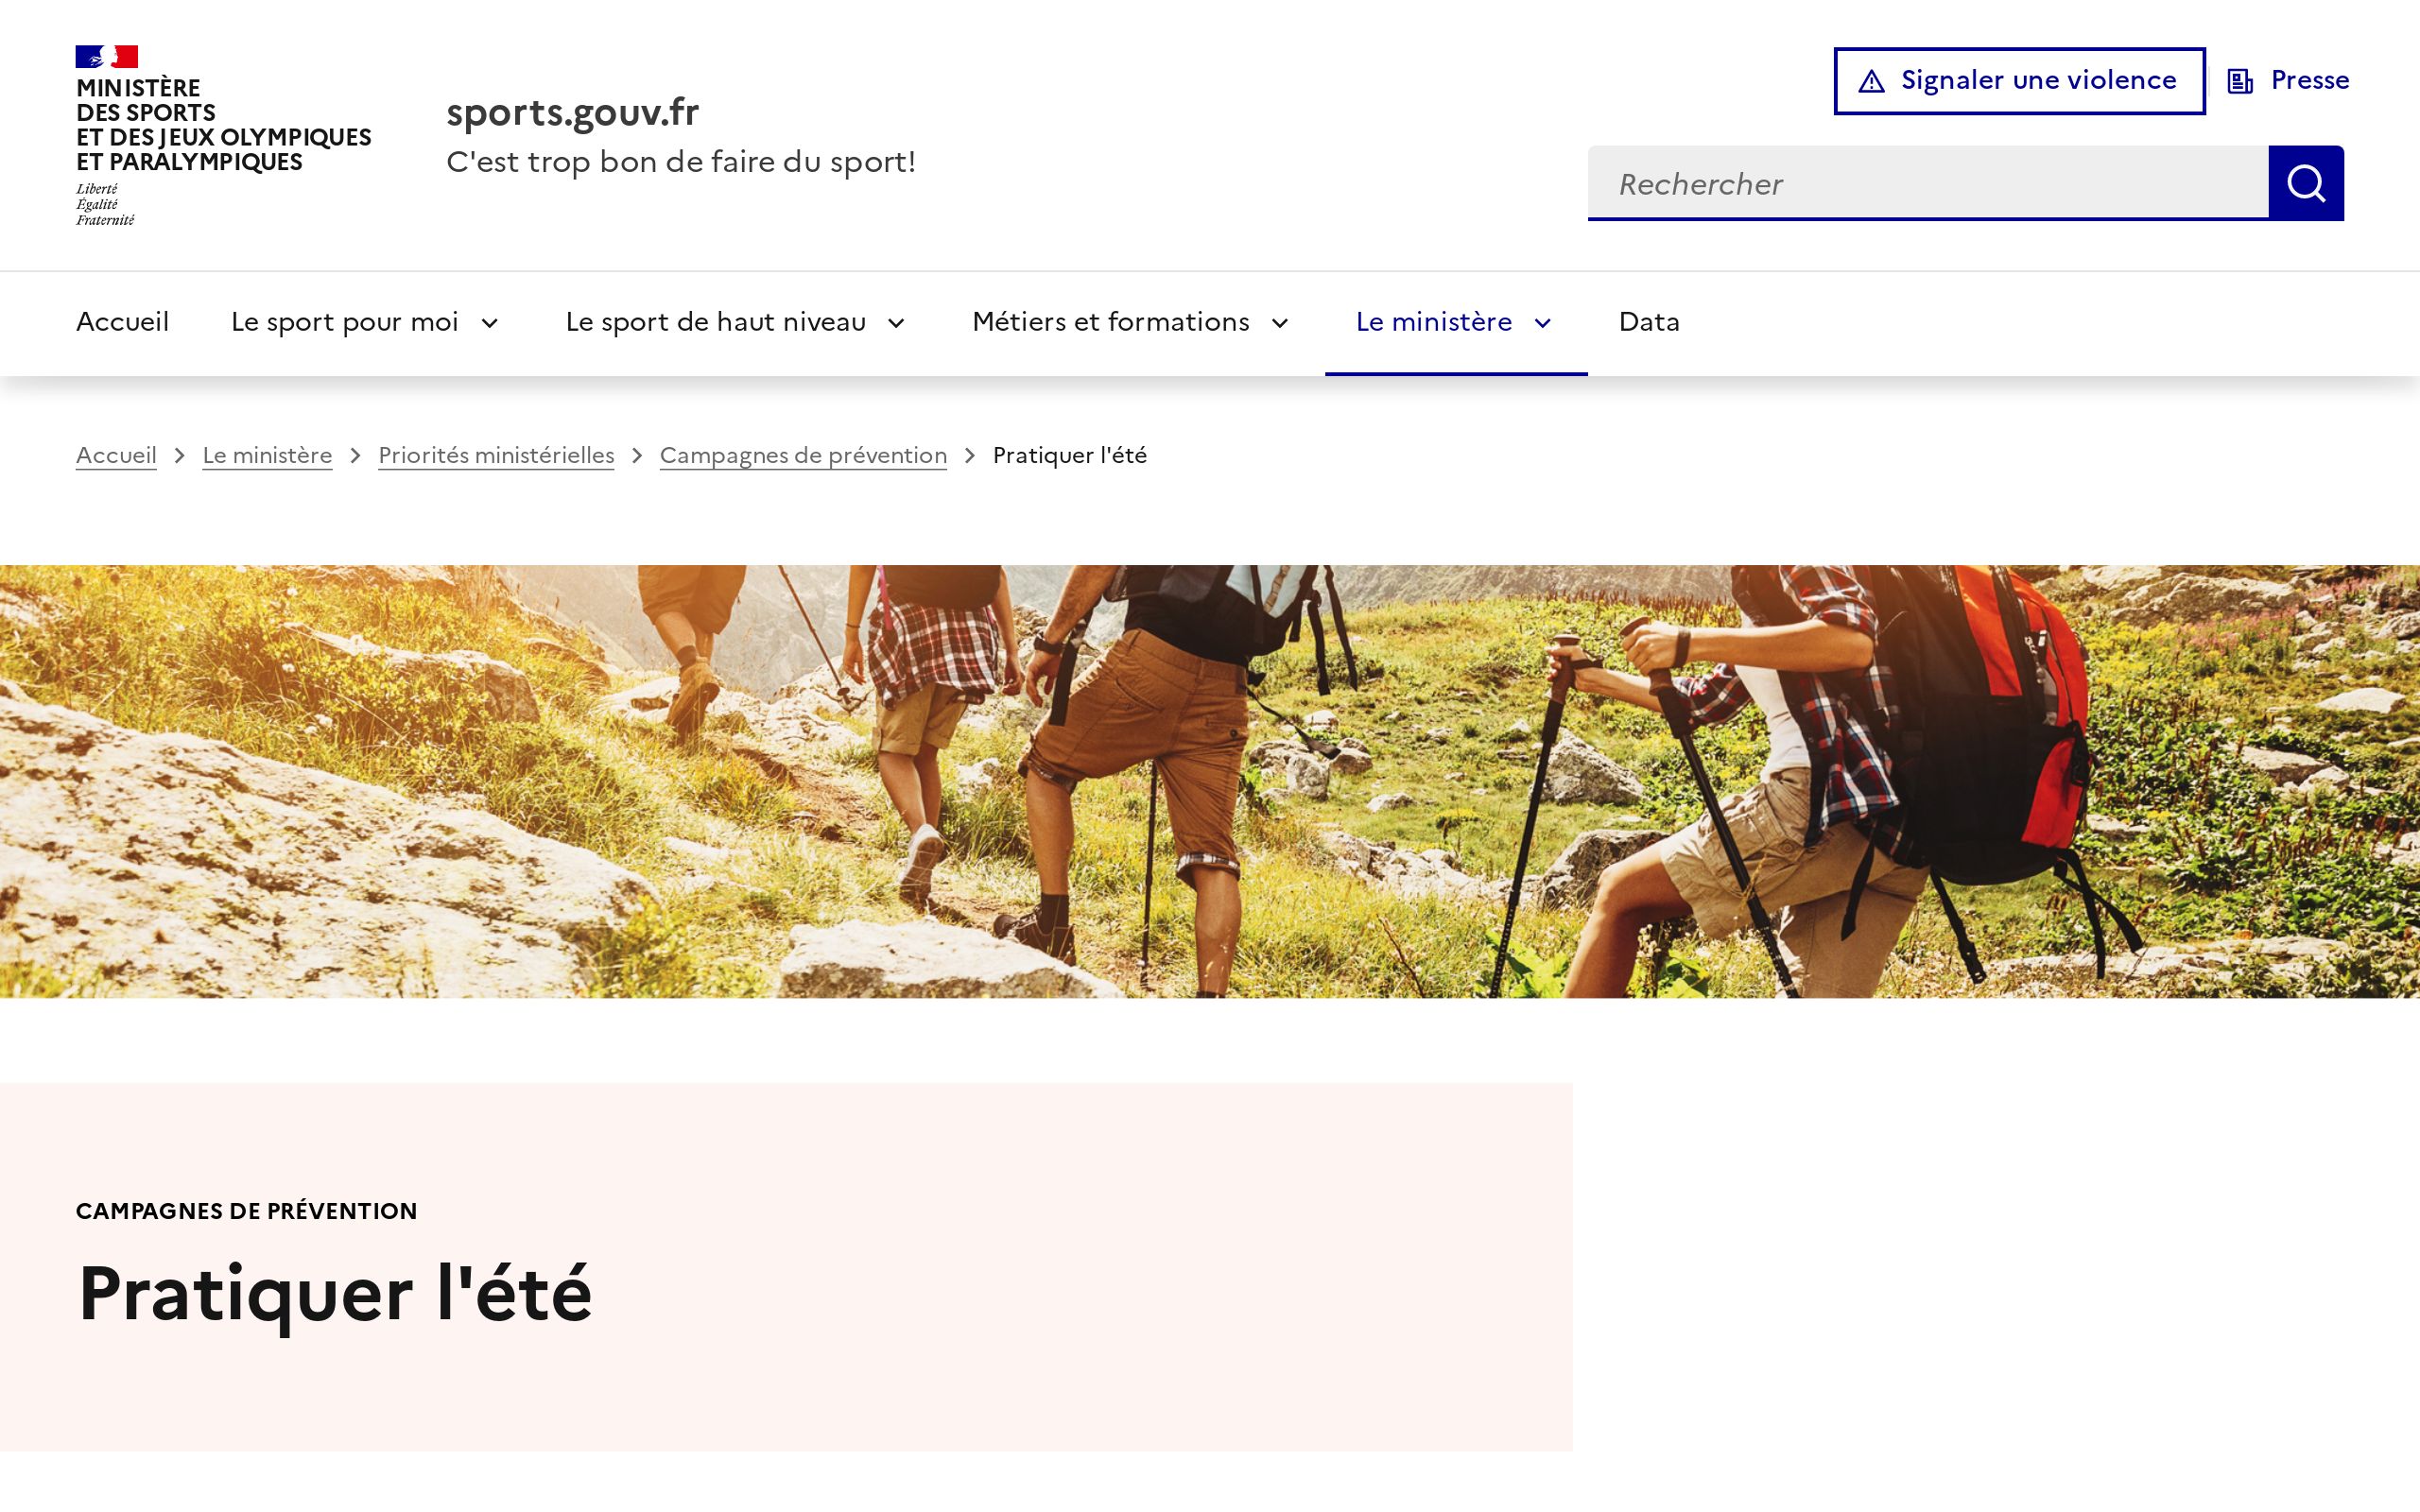 MINISTÈRE
DES SPORTS
ET DES JEUX OLYMPIQUES
ET PARALYMPIQUES
Liberté
Égalité
Fraternité
sports.gouv.fr
C'est trop bon de faire du sport!
Signaler une violence
Presse
Rechercher
Accueil
Le sport pour moi
Le sport de haut niveau
Métiers et formations
Le ministère
Data
Accueil > Le ministère > Priorités ministérielles > Campagnes de prévention > Pratiquer l'été
CAMPAGNES DE PRÉVENTION
Pratiquer l'été